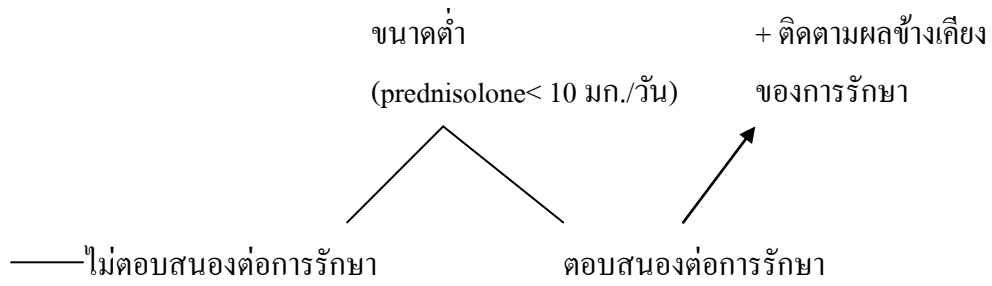 ขนาดต่ำ
(prednisolone< 10 มก./วัน)
+ ติดตามผลข้างเคียง
ของการรักษา
ไม่ตอบสนองต่อการรักษา
ตอบสนองต่อการรักษา